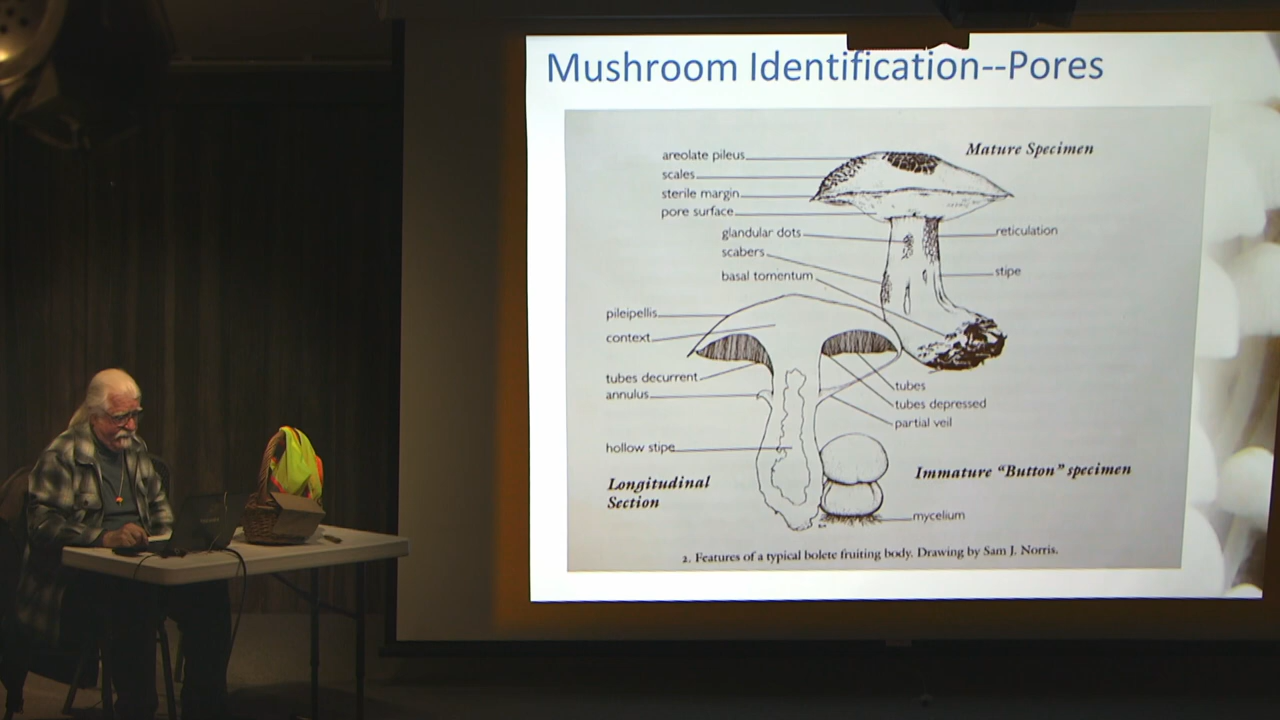 Mushroom Identification--Pores
Mature Specimen
areolate pileus
scales
sterile margin
pore surface
glandular dots
scabers
basal tomentum
reticulation
stipe
pileipellis
context
tubes decurrent
annulus
hollow stipe
tubes
tubes depressed
partial veil
Longitudinal
Section
Immature "Button" specimen
mycelium
2. Features of a typical bolete fruiting body. Drawing by Sam J. Norris.